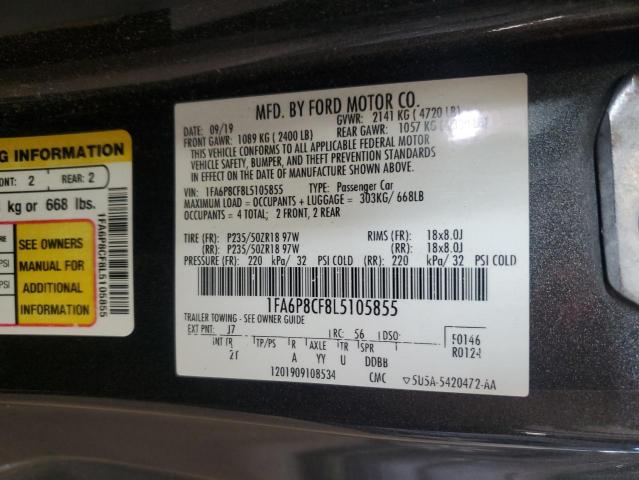 G INFORMATION
ONT: 2 REAR: 2
kg or 668 lbs.
SEE OWNERS
MANUAL FOR
ADDITIONAL
INFORMATION
PSI
PSI
1FA6P8CF8L5105855
MFD. BY FORD MOTOR CO.
DATE: 09/19 GVWR: 2141 KG ( 4720 LB)
FRONT GAWR: 1089 KG ( 2400 LB) REAR GAWR: 1057 KG
THIS VEHICLE CONFORMS TO ALL APPLICABLE FEDERAL MOTOR
VEHICLE SAFETY, BUMPER, AND THEFT PREVENTION STANDARDS
IN EFFECT ON THE DATE OF MANUFACTURE SHOWN ABOVE.
VIN: 1FA6P8CF8L5105855 TYPE: Passenger Car
MAXIMUM LOAD = OCCUPANTS + LUGGAGE = 303KG/668LB
OCCUPANTS = 4 TOTAL; 2 FRONT, 2 REAR
TIRE (FR): P235/50ZR18 97W RIMS (FR): 18x8.0J
(RR): P235/50ZR18 97W (RR): 18x8.0J
PRESSURE (FR): 220 kPa/ 32 PSI COLD (RR): 220 kPa/ 32 PSI COLD
1FA6P8CF8L5105855
TRAILER TOWING - SEE OWNER GUIDE
EXT PNT: J7 RC: 56 DSO:
INT TR TP/PS R AXLE TR SPR
A YY U DDBB
1201909108534 CMC 5U5A-5420472-AA